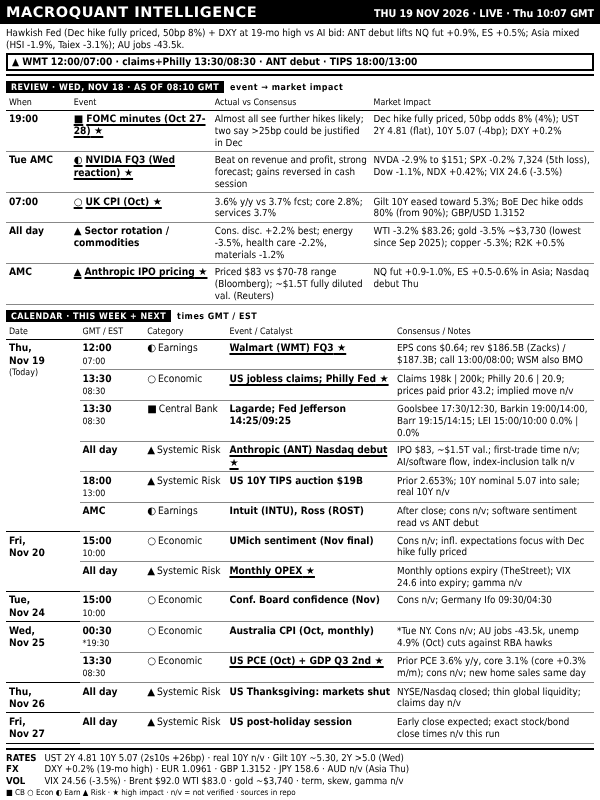 MACROQUANT INTELLIGENCE THU 19 NOV 2026 · LIVE · Thu 10:07 GMT
Hawkish Fed (Dec hike fully priced, 50bp 8%) + DXY at 19-mo high vs AI bid: ANT debut lifts NQ fut +0.9%, ES +0.5%; Asia mixed
(HSI -1.9%, Taiex -3.1%); AU jobs -43.5k.
▲ WMT 12:00/07:00 · claims+Philly 13:30/08:30 · ANT debut · TIPS 18:00/13:00
REVIEW · WED, NOV 18 · AS OF 08:10 GMT event → market impact
When Event Actual vs Consensus Market Impact
19:00 ■ FOMC minutes (Oct 27- Almost all see further hikes likely; Dec hike fully priced, 50bp odds 8% (4%); UST
28) ★ two say >25bp could be justified 2Y 4.81 (flat), 10Y 5.07 (-4bp); DXY +0.2%
in Dec
Tue AMC ◐ NVIDIA FQ3 (Wed Beat on revenue and profit, strong NVDA -2.9% to $151; SPX -0.2% 7,324 (5th loss),
reaction) ★ forecast; gains reversed in cash Dow -1.1%, NDX +0.42%; VIX 24.6 (-3.5%)
session
07:00 ○ UK CPI (Oct) ★ 3.6% y/y vs 3.7% fcst; core 2.8%; Gilt 10Y eased toward 5.3%; BoE Dec hike odds
services 3.7% 80% (from 90%); GBP/USD 1.3152
All day ▲ Sector rotation / Cons. disc. +2.2% best; energy WTI -3.2% $83.26; gold -3.5% ~$3,730 (lowest
commodities -3.5%, health care -2.2%, since Sep 2025); copper -5.3%; R2K +0.5%
materials -1.2%
AMC ▲ Anthropic IPO pricing ★ Priced $83 vs $70-78 range NQ fut +0.9-1.0%, ES +0.5-0.6% in Asia; Nasdaq
(Bloomberg); ~$1.5T fully diluted debut Thu
val. (Reuters)
CALENDAR · THIS WEEK + NEXT times GMT / EST
Date GMT / EST Category Event / Catalyst Consensus / Notes
Thu, 12:00 ◐ Earnings Walmart (WMT) FQ3 ★ EPS cons $0.64; rev $186.5B (Zacks) /
Nov 19 07:00 $187.3B; call 13:00/08:00; WSM also BMO
(Today)
13:30 ○ Economic US jobless claims; Philly Fed ★ Claims 198k | 200k; Philly 20.6 | 20.9;
08:30 prices paid prior 43.2; implied move n/v
13:30 ■ Central Bank Lagarde; Fed Jefferson Goolsbee 17:30/12:30, Barkin 19:00/14:00,
08:30 14:25/09:25 Barr 19:15/14:15; LEI 15:00/10:00 0.0% |
0.0%
All day ▲ Systemic Risk Anthropic (ANT) Nasdaq debut IPO $83, ~$1.5T val.; first-trade time n/v;
★ AI/software flow, index-inclusion talk n/v
18:00 ▲ Systemic Risk US 10Y TIPS auction $19B Prior 2.653%; 10Y nominal 5.07 into sale;
13:00 real 10Y n/v
AMC ◐ Earnings Intuit (INTU), Ross (ROST) After close; cons n/v; software sentiment
read vs ANT debut
Fri, 15:00 ○ Economic UMich sentiment (Nov final) Cons n/v; infl. expectations focus with Dec
Nov 20 10:00 hike fully priced
All day ▲ Systemic Risk Monthly OPEX ★ Monthly options expiry (TheStreet); VIX
24.6 into expiry; gamma n/v
Tue, 15:00 ○ Economic Conf. Board confidence (Nov) Cons n/v; Germany Ifo 09:30/04:30
Nov 24 10:00
Wed, 00:30 ○ Economic Australia CPI (Oct, monthly) *Tue NY. Cons n/v; AU jobs -43.5k, unemp
Nov 25 *19:30 4.9% (Oct) cuts against RBA hawks
13:30 ○ Economic US PCE (Oct) + GDP Q3 2nd ★ Prior PCE 3.6% y/y, core 3.1% (core +0.3%
08:30 m/m); cons n/v; new home sales same day
Thu, All day ▲ Systemic Risk US Thanksgiving: markets shut NYSE/Nasdaq closed; thin global liquidity;
Nov 26 claims day n/v
Fri, All day ▲ Systemic Risk US post-holiday session Early close expected; exact stock/bond
Nov 27 close times n/v this run
RATES UST 2Y 4.81 10Y 5.07 (2s10s +26bp) · real 10Y n/v · Gilt 10Y ~5.30, 2Y >5.0 (Wed)
FX DXY +0.2% (19-mo high) · EUR 1.0961 · GBP 1.3152 · JPY 158.6 · AUD n/v (Asia Thu)
VOL VIX 24.56 (-3.5%) · Brent $92.0 WTI $83.0 · gold ~$3,740 · term, skew, gamma n/v
■ CB ○ Econ ◐ Earn ▲ Risk · ★ high impact · n/v = not verified · sources in repo